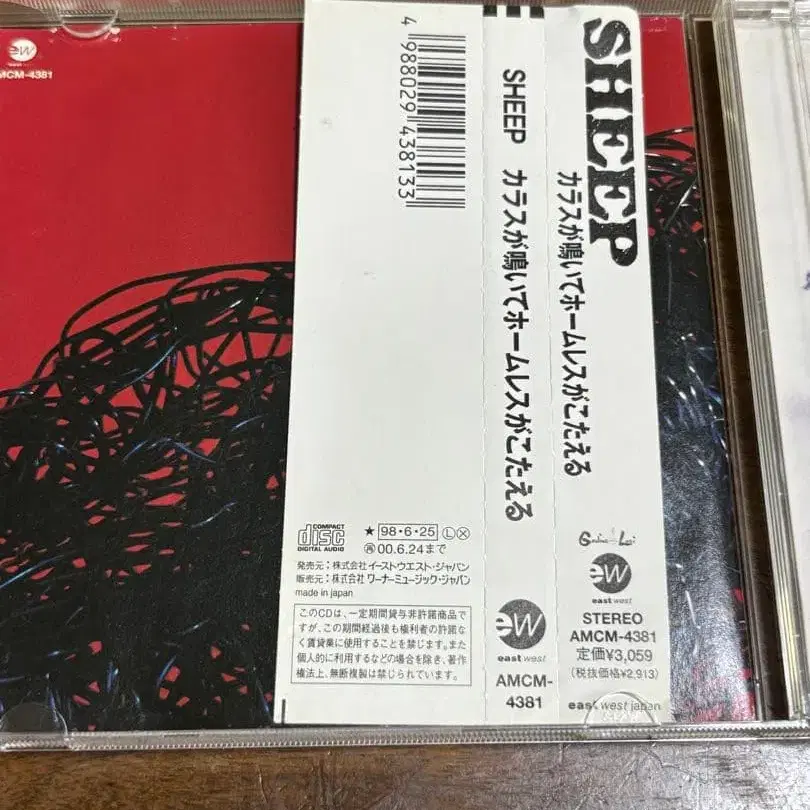 ew
east
AMCM-4381
4 988029 438133
COMPACT
disc
DIGITAL AUDIO
★98・6・25 Ⓛ Ⓧ
㋐00.6.24まで
発売元：株式会社イーストウエスト・ジャパン
販売元：株式会社ワーナーミュージック・ジャパン
made in japan
このCDは、一定期間貸与非許諾商品で
すが、この期間経過後も権利者の許諾な
く賃貸業に使用することを禁じます。また
個人的に利用するなどの場合を除き、著作
権法上、無断複製は禁じられています。
SHEEP カラスが鳴いてホームレスがこたえる
ew
east west
AMCM-
4381
SHEEP
カラスが鳴いてホームレスがこたえる
ew
east west
STEREO
AMCM-4381
定価¥3,059
（税抜価格¥2,913）
east west japan